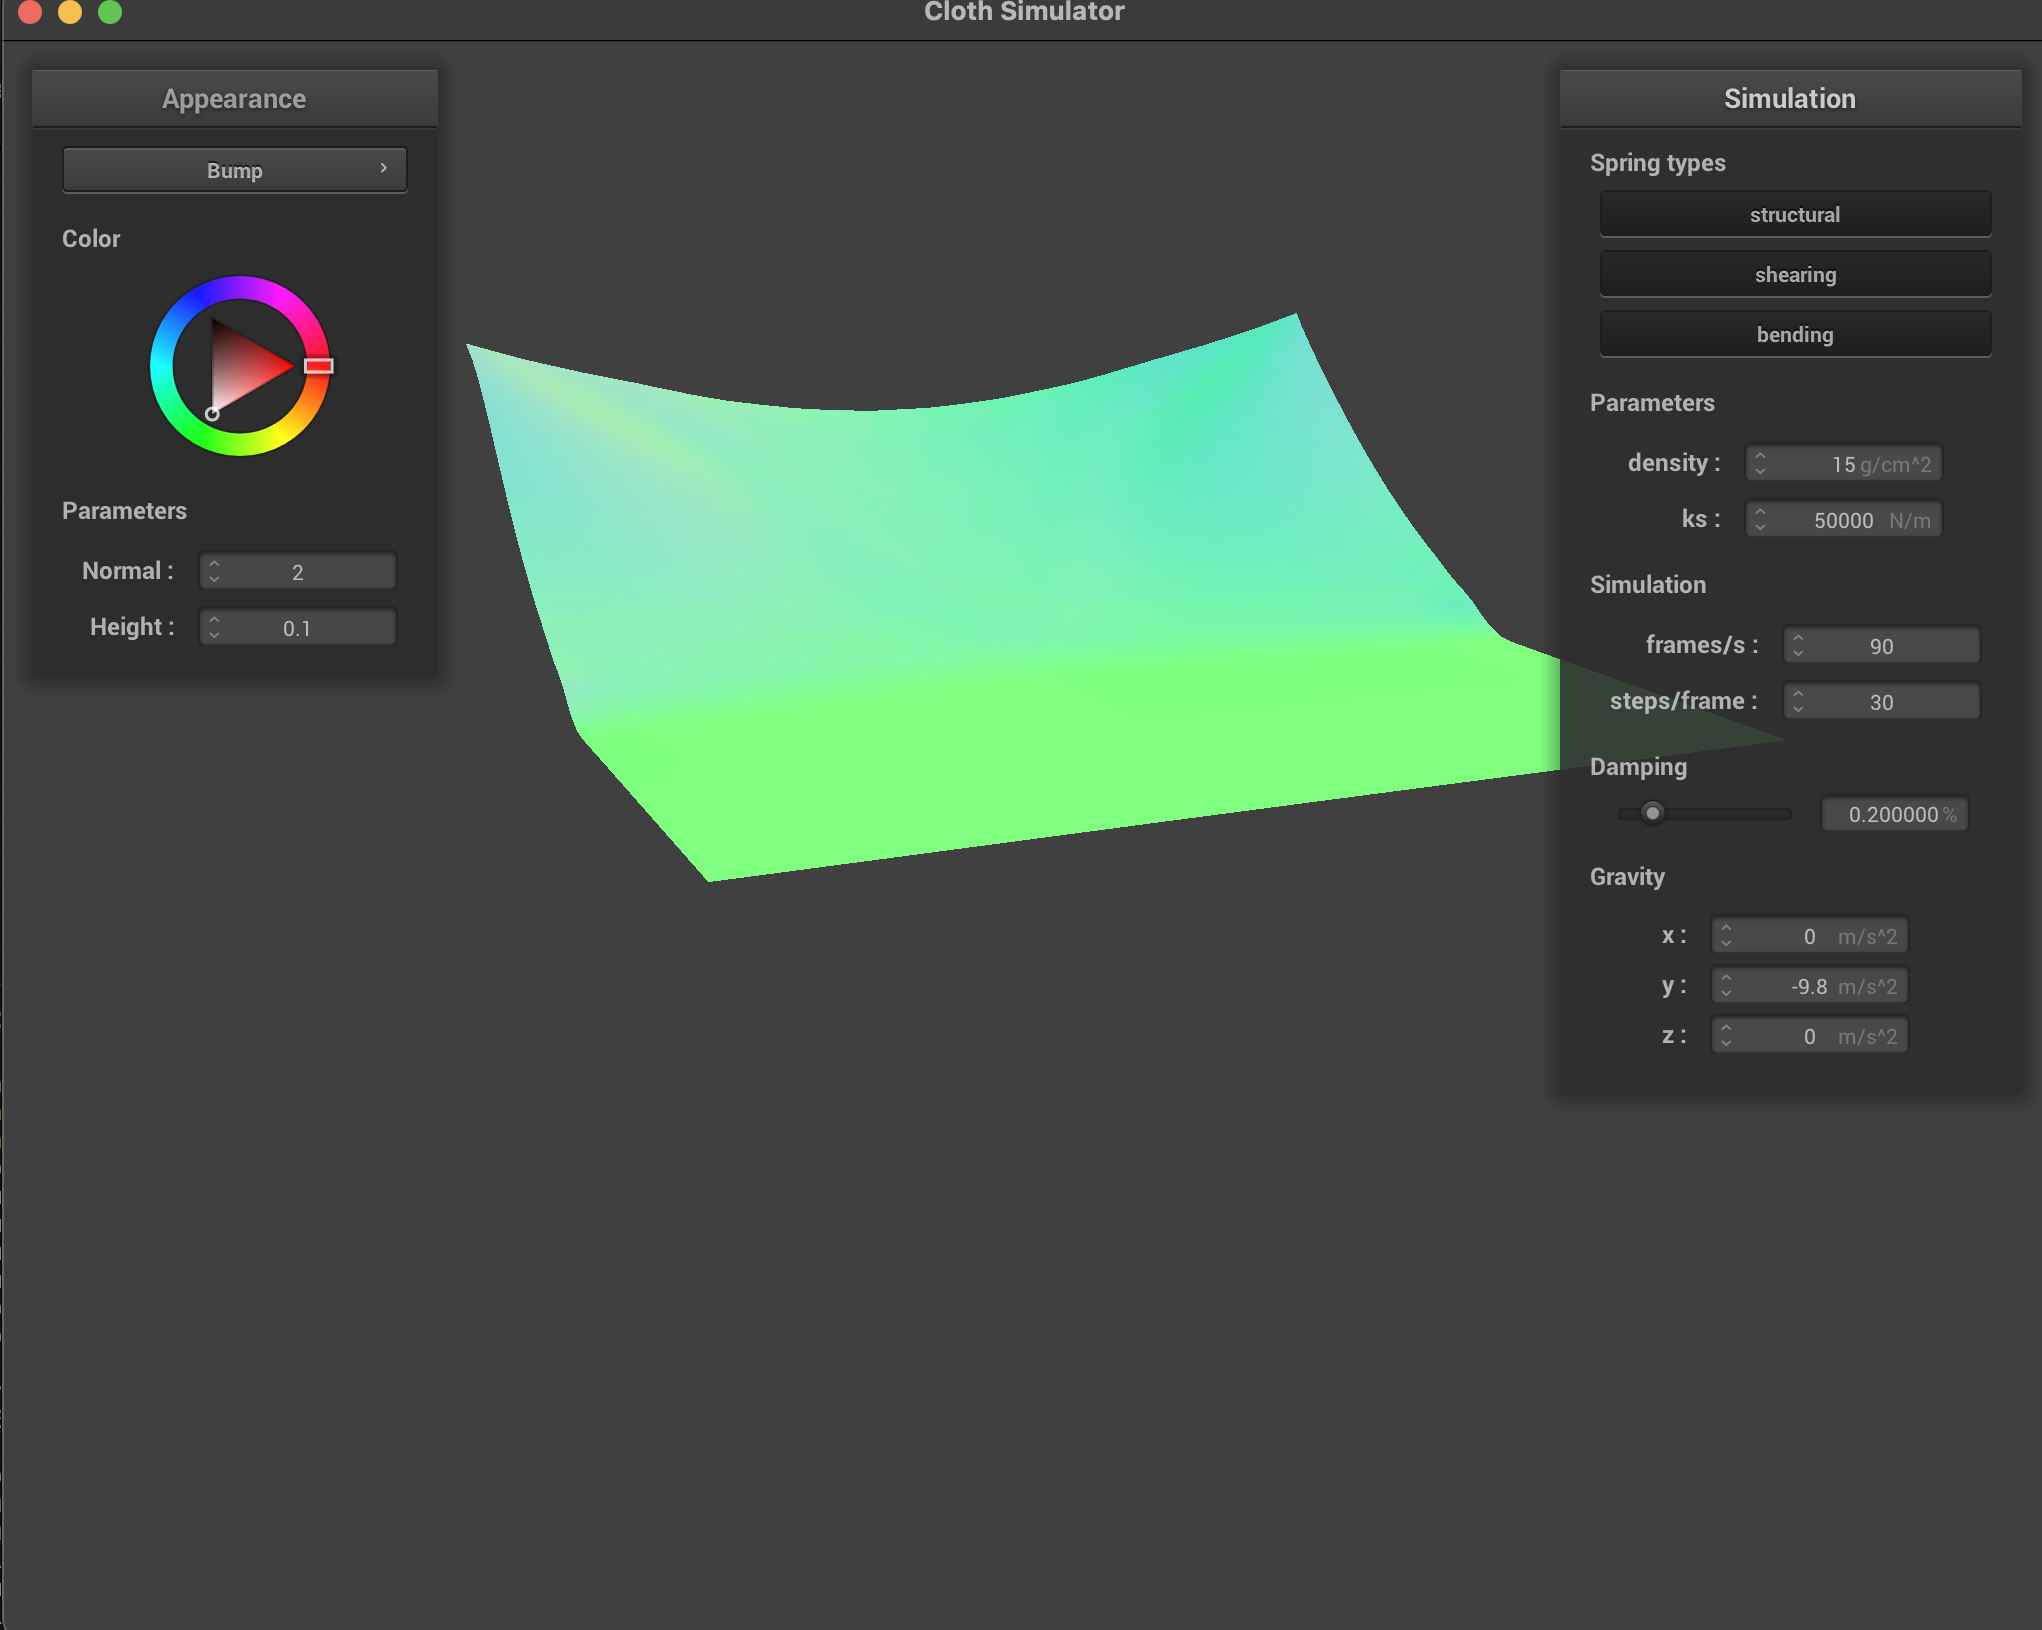 Cloth Simulator
Appearance
Bump
Color
Parameters
Normal : 2
Height : 0.1
Simulation
Spring types
structural
shearing
bending
Parameters
density : 15 g/cm^2
ks : 50000 N/m
Simulation
frames/s : 90
steps/frame : 30
Damping
0.200000 %
Gravity
x : 0 m/s^2
y : -9.8 m/s^2
z : 0 m/s^2